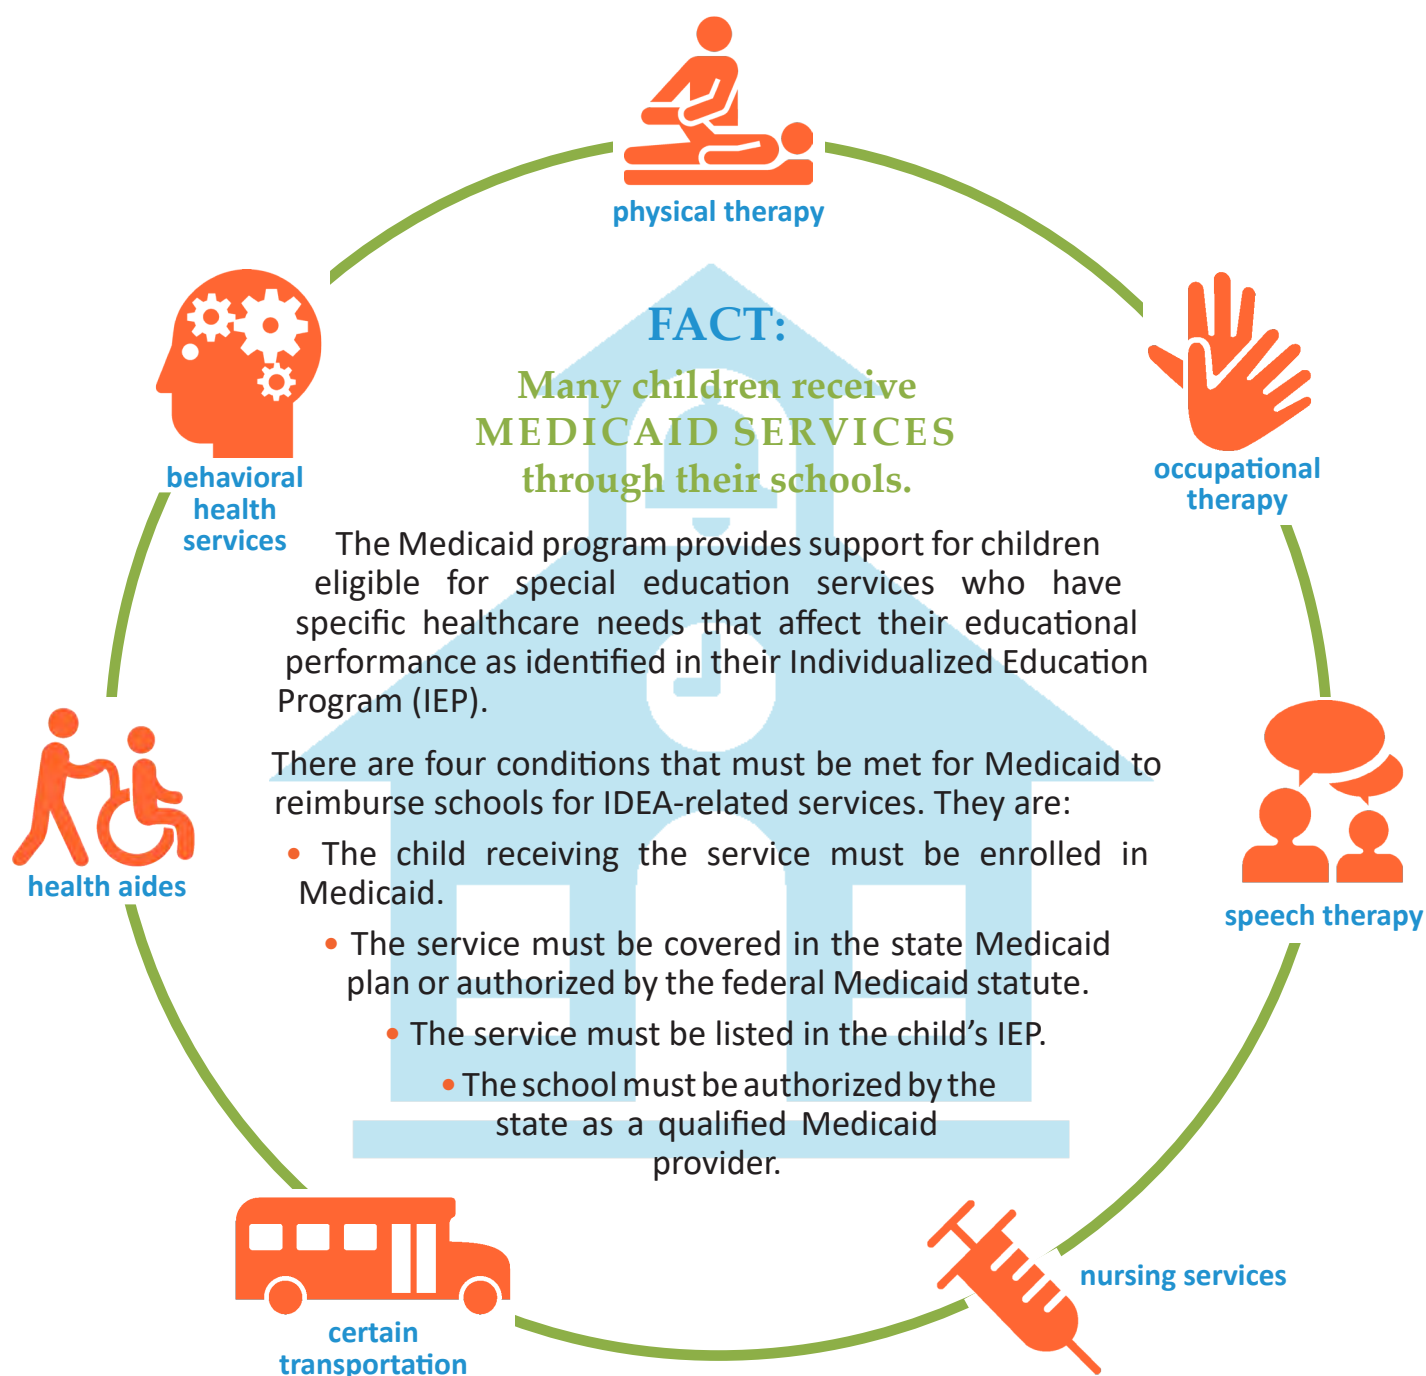 physical therapy
FACT:
Many children receive
MEDICAID SERVICES
through their schools.
behavioral
health
services
occupational
therapy
The Medicaid program provides support for children
eligible for special education services who have
specific healthcare needs that affect their educational
performance as identified in their Individualized Education
Program (IEP).
There are four conditions that must be met for Medicaid to
reimburse schools for IDEA-related services. They are:
• The child receiving the service must be enrolled in
Medicaid.
health aides
speech therapy
• The service must be covered in the state Medicaid
plan or authorized by the federal Medicaid statute.
• The service must be listed in the child’s IEP.
• The school must be authorized by the
state as a qualified Medicaid
provider.
nursing services
certain
transportation